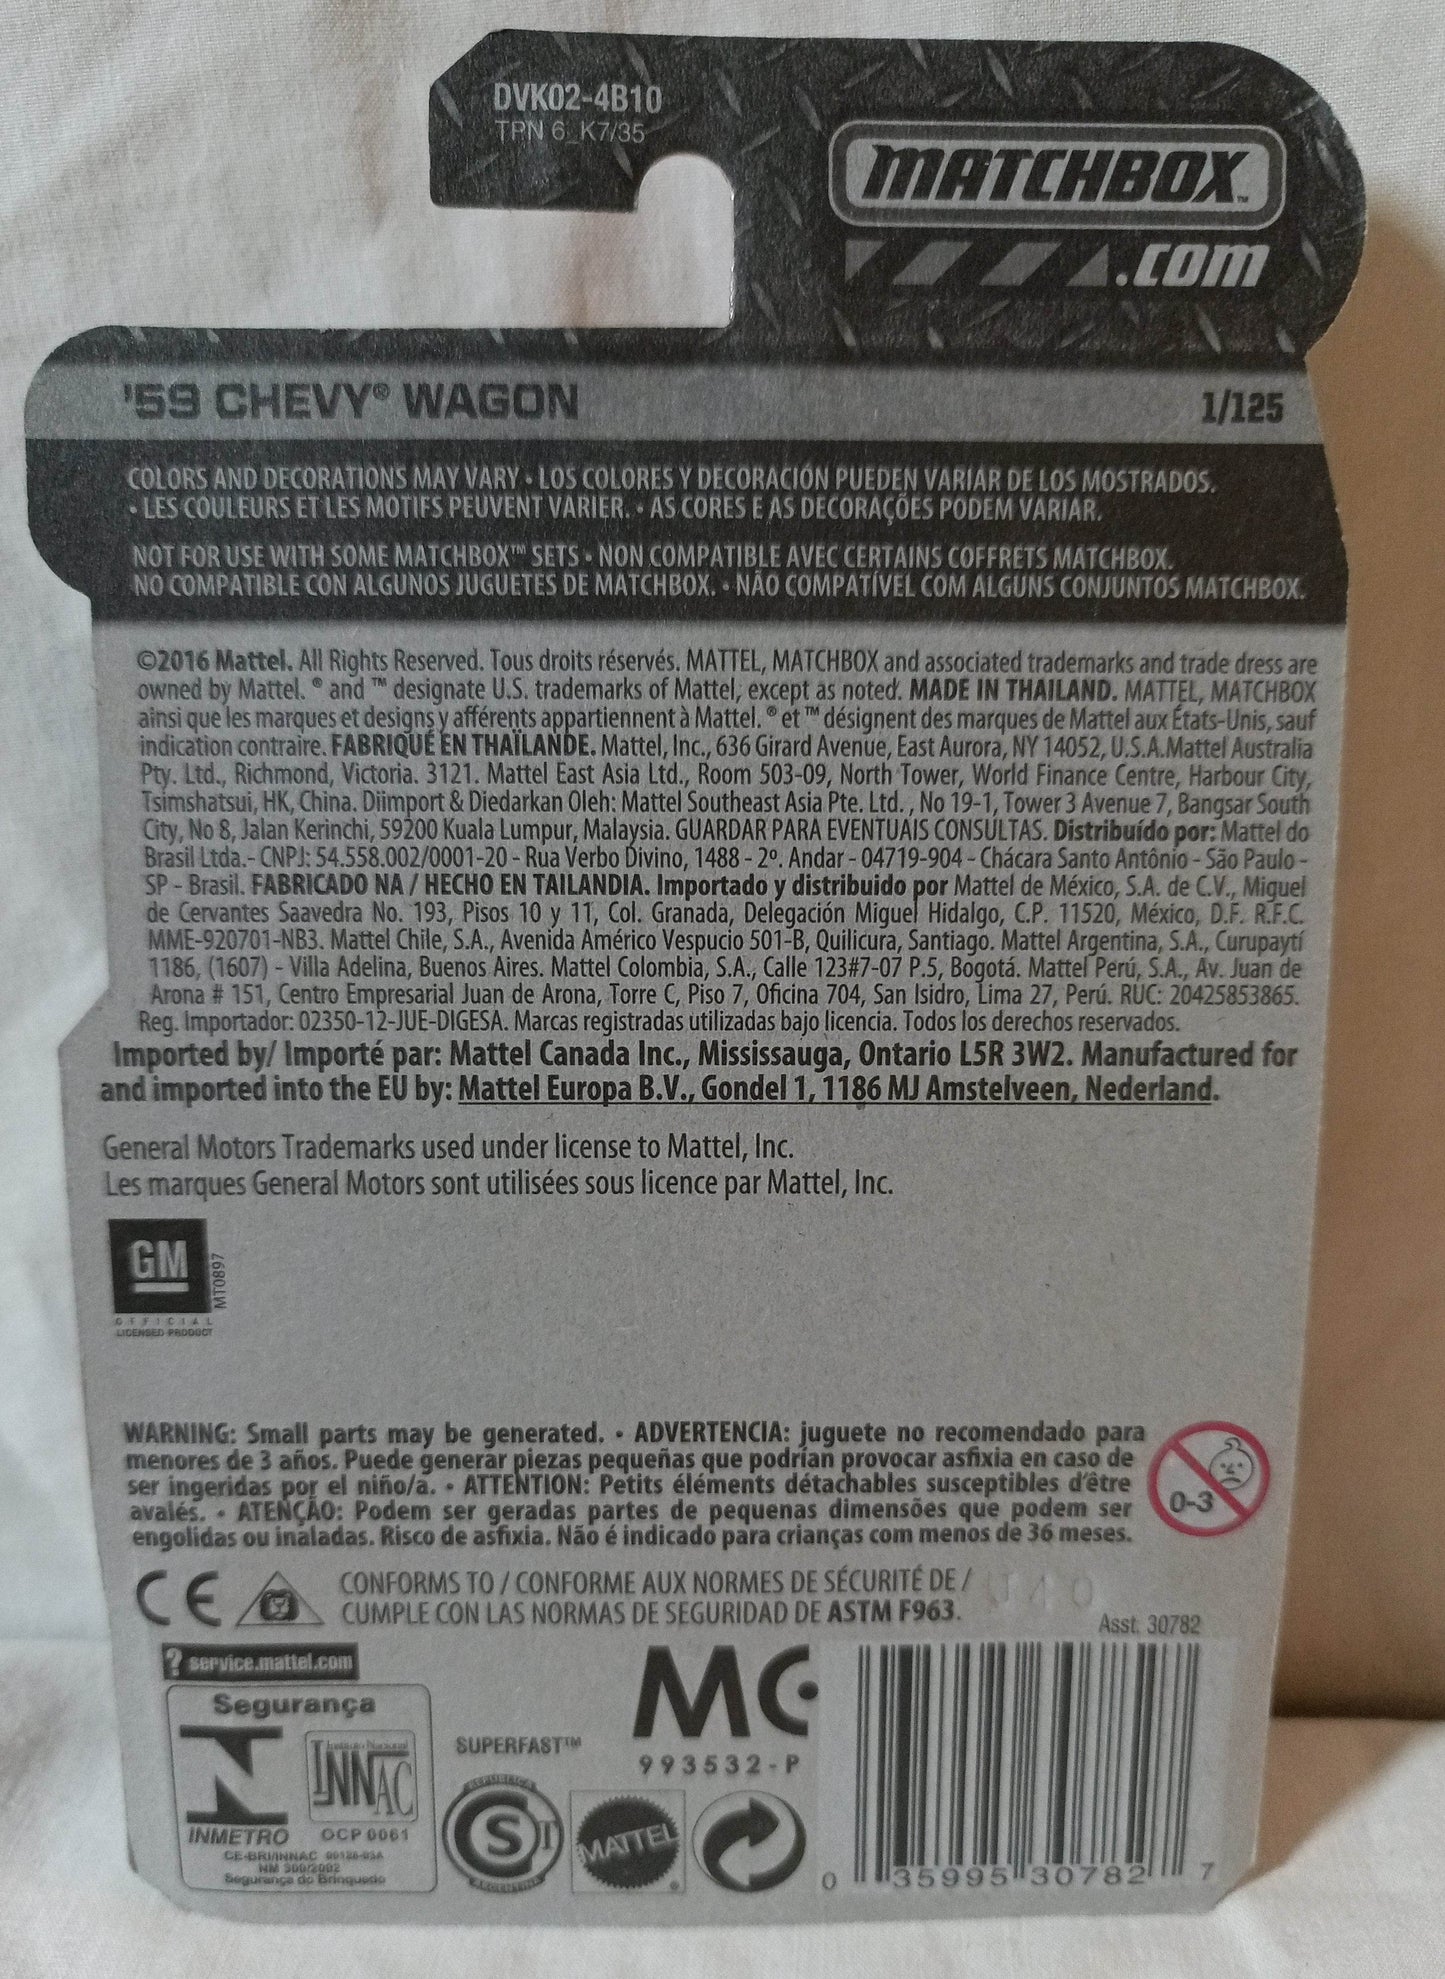 DVK02-4B10
TPN 6_K7/35
MATCHBOX™
.com
'59 CHEVY® WAGON
1/125
COLORS AND DECORATIONS MAY VARY • LOS COLORES Y DECORACIÓN PUEDEN VARIAR DE LOS MOSTRADOS.
• LES COULEURS ET LES MOTIFS PEUVENT VARIER. • AS CORES E AS DECORAÇÕES PODEM VARIAR.
NOT FOR USE WITH SOME MATCHBOX™ SETS • NON COMPATIBLE AVEC CERTAINS COFFRETS MATCHBOX.
NO COMPATIBLE CON ALGUNOS JUGUETES DE MATCHBOX. • NÃO COMPATÍVEL COM ALGUNS CONJUNTOS MATCHBOX.
©2016 Mattel. All Rights Reserved. Tous droits réservés. MATTEL, MATCHBOX and associated trademarks and trade dress are
owned by Mattel. ® and ™ designate U.S. trademarks of Mattel, except as noted. MADE IN THAILAND. MATTEL, MATCHBOX
ainsi que les marques et designs y afférents appartiennent à Mattel. ® et ™ désignent des marques de Mattel aux États-Unis, sauf
indication contraire. FABRIQUÉ EN THAÏLANDE. Mattel, Inc., 636 Girard Avenue, East Aurora, NY 14052, U.S.A.Mattel Australia
Pty. Ltd., Richmond, Victoria. 3121. Mattel East Asia Ltd., Room 503-09, North Tower, World Finance Centre, Harbour City,
Tsimshatsui, HK, China. Diimport & Diedarkan Oleh: Mattel Southeast Asia Pte. Ltd. , No 19-1, Tower 3 Avenue 7, Bangsar South
City, No 8, Jalan Kerinchi, 59200 Kuala Lumpur, Malaysia. GUARDAR PARA EVENTUAIS CONSULTAS. Distribuído por: Mattel do
Brasil Ltda.- CNPJ: 54.558.002/0001-20 - Rua Verbo Divino, 1488 - 2º. Andar - 04719-904 - Chácara Santo Antônio - São Paulo -
SP - Brasil. FABRICADO NA / HECHO EN TAILANDIA. Importado y distribuido por Mattel de México, S.A. de C.V., Miguel
de Cervantes Saavedra No. 193, Pisos 10 y 11, Col. Granada, Delegación Miguel Hidalgo, C.P. 11520, México, D.F. R.F.C.
MME-920701-NB3. Mattel Chile, S.A., Avenida Américo Vespucio 501-B, Quilicura, Santiago. Mattel Argentina, S.A., Curupaytí
1186, (1607) - Villa Adelina, Buenos Aires. Mattel Colombia, S.A., Calle 123#7-07 P.5, Bogotá. Mattel Perú, S.A., Av. Juan de
Arona # 151, Centro Empresarial Juan de Arona, Torre C, Piso 7, Oficina 704, San Isidro, Lima 27, Perú. RUC: 20425853865.
Reg. Importador: 02350-12-JUE-DIGESA. Marcas registradas utilizadas bajo licencia. Todos los derechos reservados.
Imported by/ Importé par: Mattel Canada Inc., Mississauga, Ontario L5R 3W2. Manufactured for
and imported into the EU by: Mattel Europa B.V., Gondel 1, 1186 MJ Amstelveen, Nederland.
General Motors Trademarks used under license to Mattel, Inc.
Les marques General Motors sont utilisées sous licence par Mattel, Inc.
GM
MT0897
OFFICIAL
LICENSED PRODUCT
WARNING: Small parts may be generated. • ADVERTENCIA: juguete no recomendado para
menores de 3 años. Puede generar piezas pequeñas que podrían provocar asfixia en caso de
ser ingeridas por el niño/a. • ATTENTION: Petits éléments détachables susceptibles d'être
avalés. • ATENÇÃO: Podem ser geradas partes de pequenas dimensões que podem ser
engolidas ou inaladas. Risco de asfixia. Não é indicado para crianças com menos de 36 meses.
0-3
CE
CONFORMS TO / CONFORME AUX NORMES DE SÉCURITÉ DE /
CUMPLE CON LAS NORMAS DE SEGURIDAD DE ASTM F963.
Asst. 30782
? service.mattel.com
Segurança
INMETRO
Instituto Nacional
INNAC
OCP 0061
CE-BRI/INNAC 00126-03A
NM 300/2002
Segurança do Brinquedo
SUPERFAST™
MC
993532-P
REPUBLICA
S T
ARGENTINA
MATTEL®
0 35995 30782 7